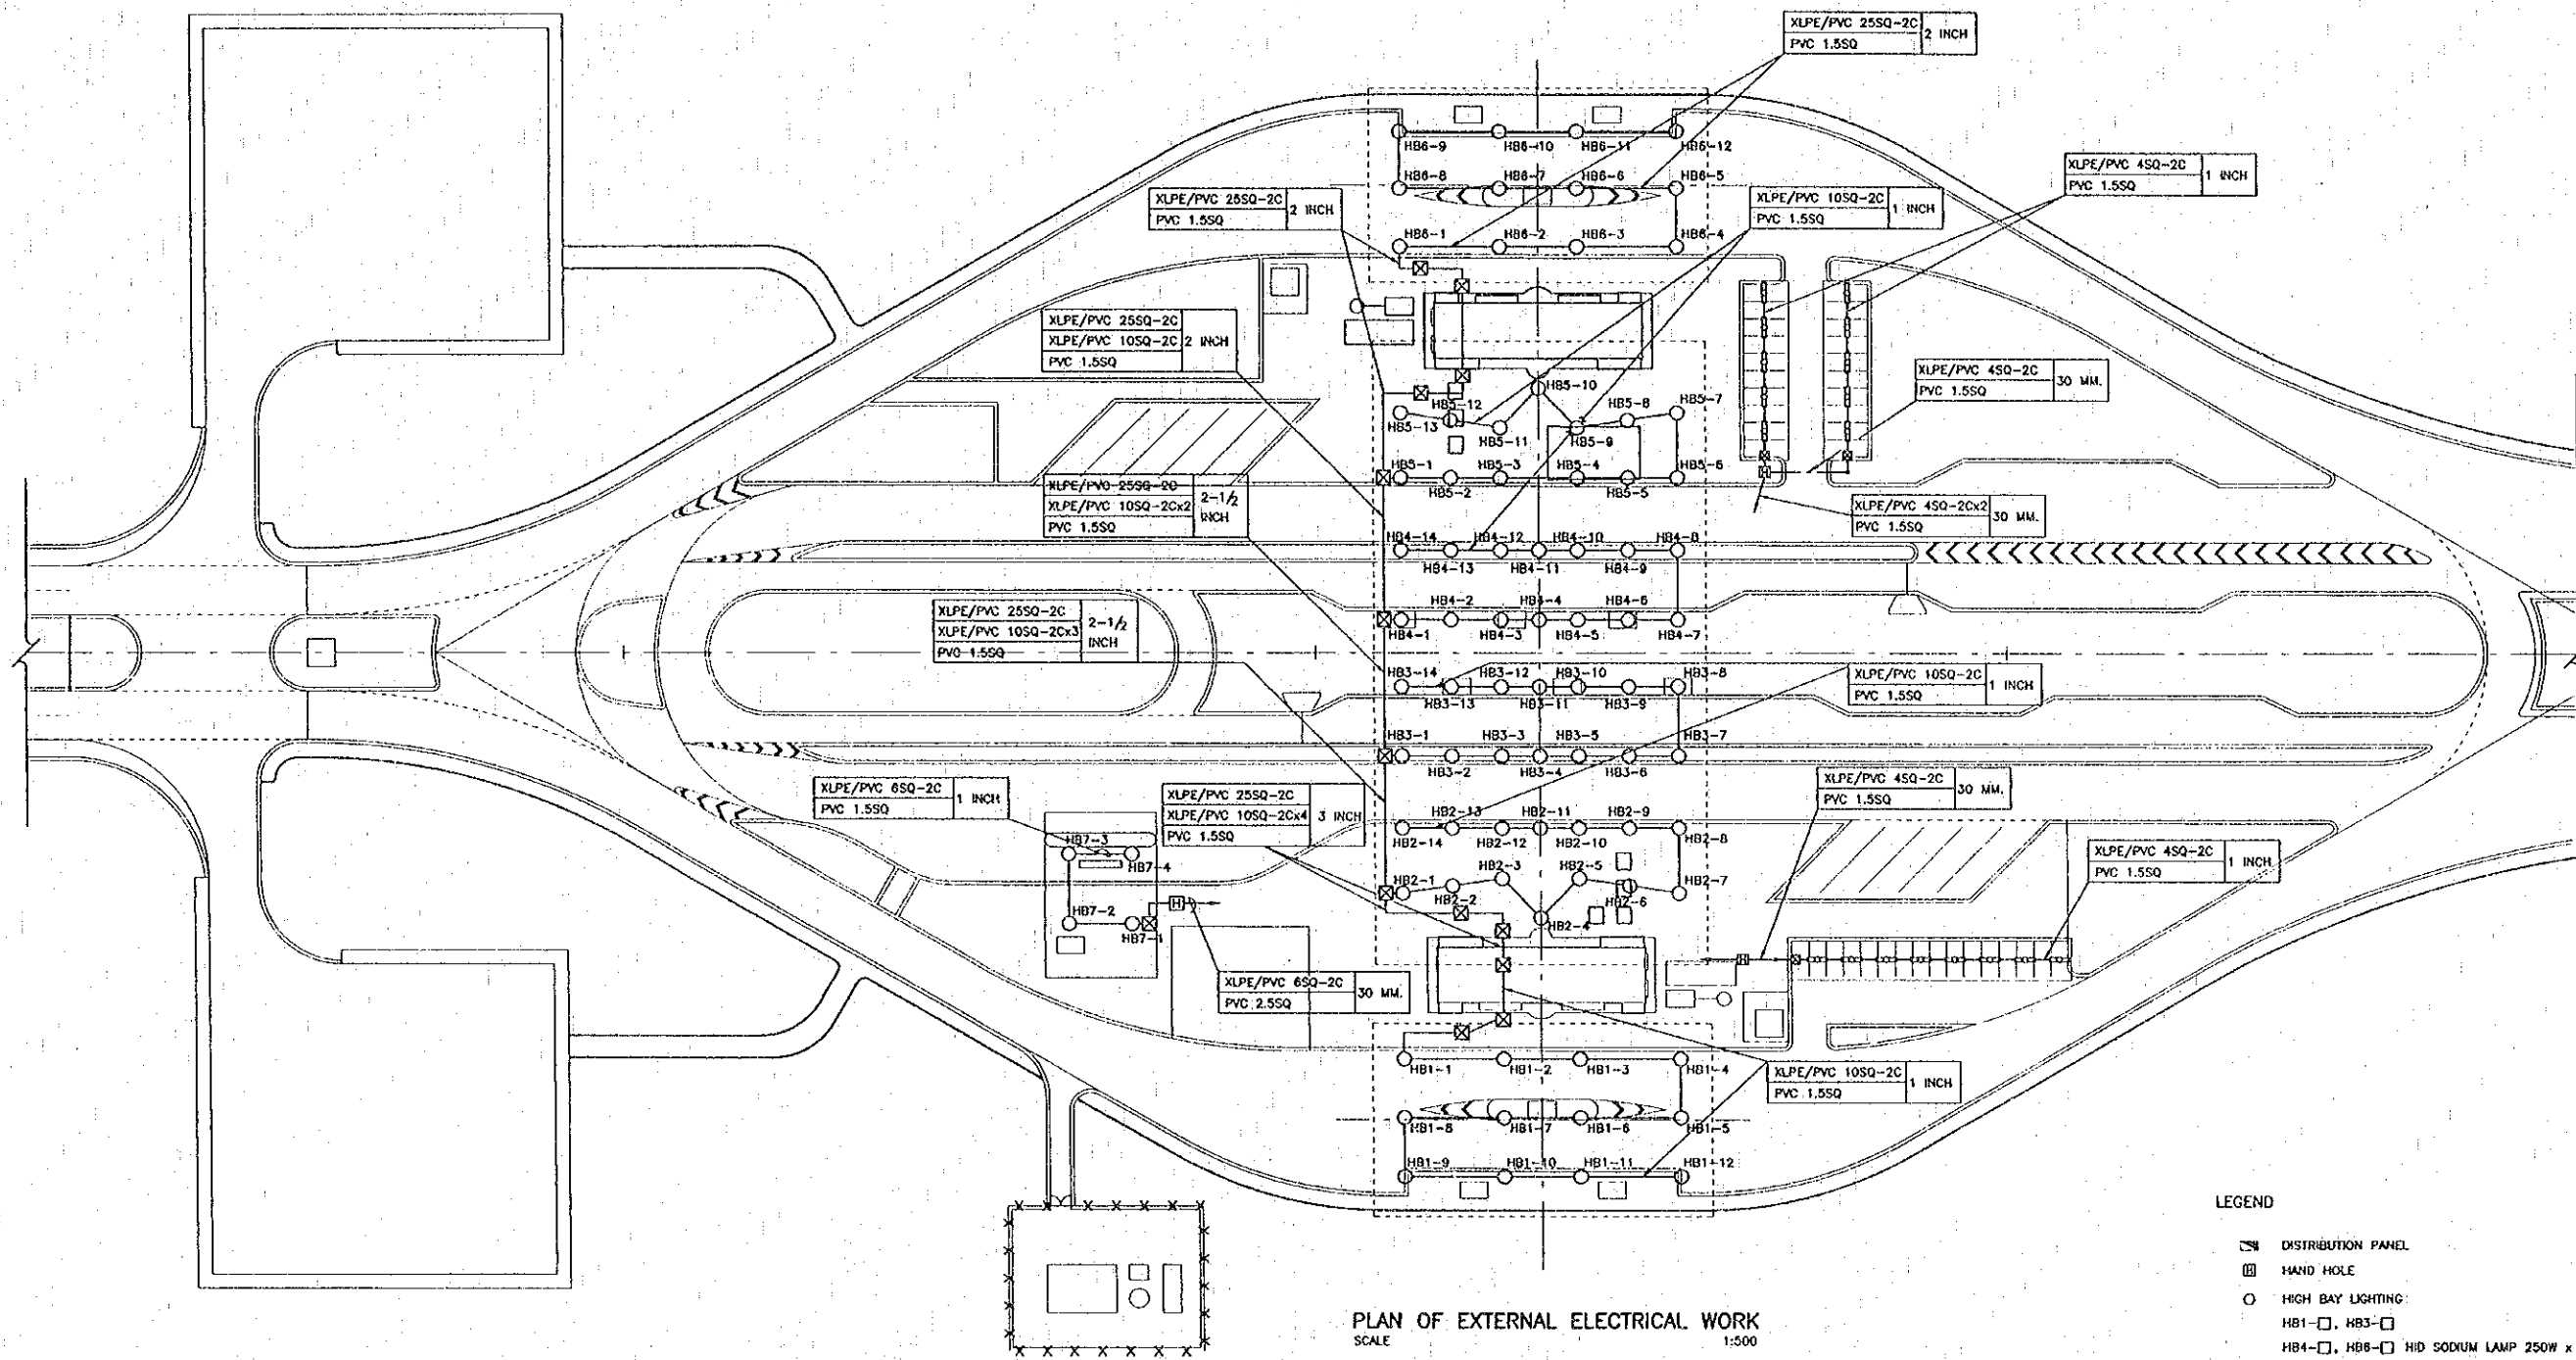 XLPE/PVC 25SQ-2C
PVC 1.5SQ
2 INCH
HB6-9
HB6-10
HB6-11
HB6-12
XLPE/PVC 4SQ-2C
PVC 1.5SQ
1 INCH
HB6-8
HB6-7
HB6-6
HB6-5
XLPE/PVC 25SQ-2C
PVC 1.5SQ
2 INCH
XLPE/PVC 10SQ-2C
PVC 1.5SQ
1 INCH
HB6-1
HB6-2
HB6-3
HB6-4
XLPE/PVC 25SQ-2C
XLPE/PVC 10SQ-2C
PVC 1.5SQ
2 INCH
XLPE/PVC 4SQ-2C
PVC 1.5SQ
30 MM.
HB5-10
HB5-12
HB5-8
HB5-7
HB5-13
HB5-11
HB5-9
HB5-1
HB5-3
HB5-4
HB5-6
HB5-2
HB5-5
XLPE/PVC 25SQ-2C
XLPE/PVC 10SQ-2Cx2
PVC 1.5SQ
2-1/2
INCH
XLPE/PVC 4SQ-2Cx2
PVC 1.5SQ
30 MM.
HB4-14
HB4-12
HB4-10
HB4-8
HB4-13
HB4-11
HB4-9
HB4-2
HB4-4
HB4-6
HB4-1
HB4-3
HB4-5
HB4-7
XLPE/PVC 25SQ-2C
XLPE/PVC 10SQ-2Cx3
PVC 1.5SQ
2-1/2
INCH
HB3-14
HB3-12
HB3-10
HB3-8
XLPE/PVC 10SQ-2C
PVC 1.5SQ
1 INCH
HB3-13
HB3-11
HB3-9
HB3-1
HB3-3
HB3-5
HB3-7
HB3-2
HB3-4
HB3-6
XLPE/PVC 6SQ-2C
PVC 1.5SQ
1 INCH
XLPE/PVC 25SQ-2C
XLPE/PVC 10SQ-2Cx4
PVC 1.5SQ
3 INCH
XLPE/PVC 4SQ-2C
PVC 1.5SQ
30 MM.
HB2-13
HB2-11
HB2-9
HB2-14
HB2-12
HB2-10
HB2-8
HB7-3
HB7-4
HB2-3
HB2-5
HB2-1
HB2-7
HB2-2
HB2-6
HB2-4
XLPE/PVC 4SQ-2C
PVC 1.5SQ
1 INCH
HB7-2
HB7-1
H
H
H
XLPE/PVC 6SQ-2C
PVC 2.5SQ
30 MM.
HB1-1
HB1-2
HB1-3
HB1-4
XLPE/PVC 10SQ-2C
PVC 1.5SQ
1 INCH
HB1-8
HB1-7
HB1-6
HB1-5
HB1-9
HB1-10
HB1-11
HB1-12
PLAN OF EXTERNAL ELECTRICAL WORK
SCALE 1:500
LEGEND
DISTRIBUTION PANEL
H HAND HOLE
HIGH BAY LIGHTING:
HB1-□, HB3-□
HB4-□, HB6-□ HID SODIUM LAMP 250W x